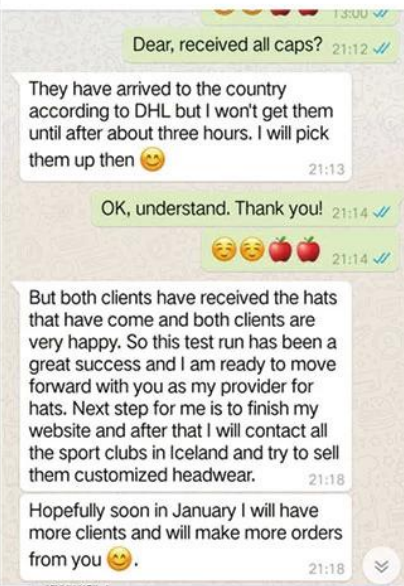 13:00
Dear, received all caps? 21:12
They have arrived to the country
according to DHL but I won't get them
until after about three hours. I will pick
them up then 😊
21:13
OK, understand. Thank you! 21:14
☺️☺️🍎🍎 21:14
But both clients have received the hats
that have come and both clients are
very happy. So this test run has been a
great success and I am ready to move
forward with you as my provider for
hats. Next step for me is to finish my
website and after that I will contact all
the sport clubs in Iceland and try to sell
them customized headwear. 21:18
Hopefully soon in January I will have
more clients and will make more orders
from you 😊. 21:18